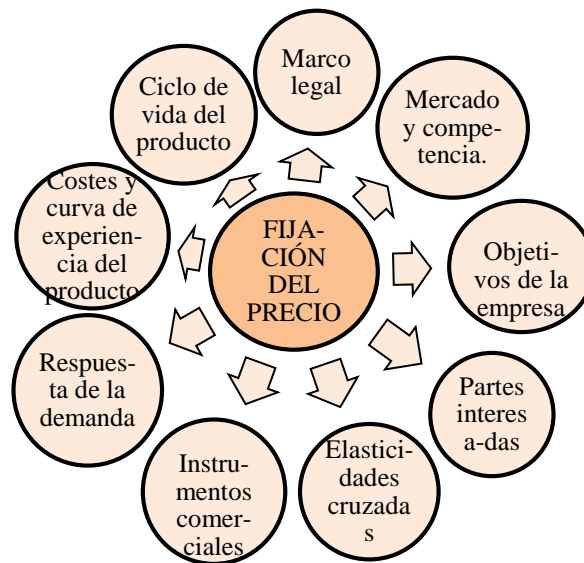 Marco
legal
Mercado
y compe-
tencia.
Objeti-
vos de la
empresa
Partes
interes
a-das
Elastici-
dades
cruzada
s
Instru-
mentos
comer-
ciales
Respues-
ta de la
demanda
Costes y
curva de
experien-
cia del
producto
Ciclo de
vida del
producto
FIJA-
CIÓN
DEL
PRECIO